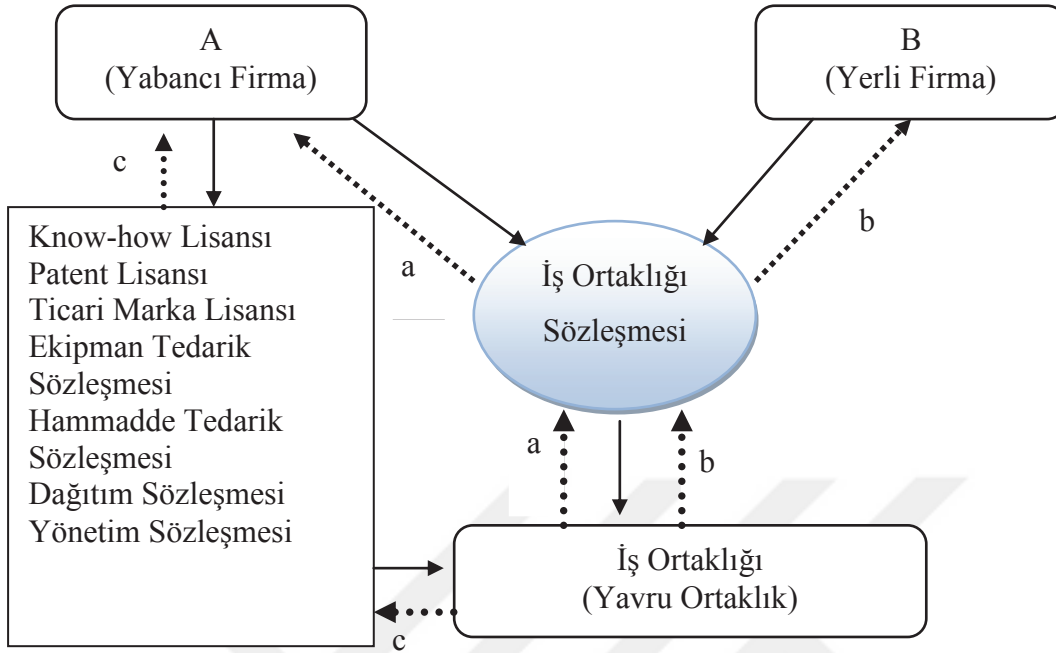 A
(Yabancı Firma)
B
(Yerli Firma)
c
a
b
Know-how Lisansı
Patent Lisansı
Ticari Marka Lisansı
Ekipman Tedarik
Sözleşmesi
Hammadde Tedarik
Sözleşmesi
Dağıtım Sözleşmesi
Yönetim Sözleşmesi
İş Ortaklığı
Sözleşmesi
a
b
İş Ortaklığı
(Yavru Ortaklık)
c